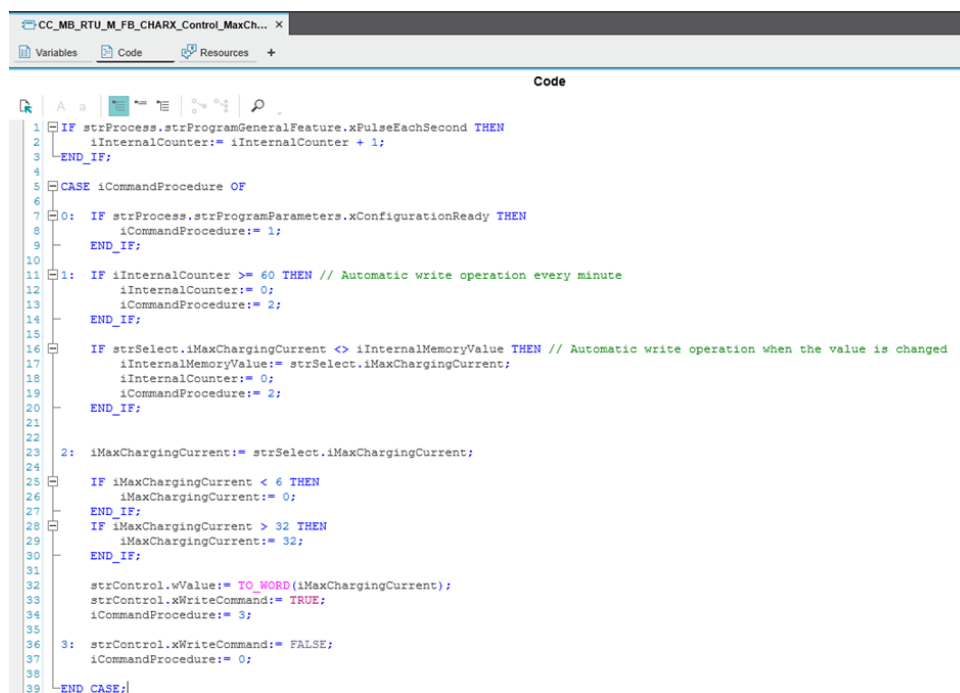 CC_MB_RTU_M_FB_CHARX_Control_MaxCh... ×
Variables Code Resources +
Code
A a
1 IF strProcess.strProgramGeneralFeature.xPulseEachSecond THEN
2 iInternalCounter:= iInternalCounter + 1;
3 END_IF;
4
5 CASE iCommandProcedure OF
6
7 0: IF strProcess.strProgramParameters.xConfigurationReady THEN
8 iCommandProcedure:= 1;
9 END_IF;
10
11 1: IF iInternalCounter >= 60 THEN // Automatic write operation every minute
12 iInternalCounter:= 0;
13 iCommandProcedure:= 2;
14 END_IF;
15
16 IF strSelect.iMaxChargingCurrent <> iInternalMemoryValue THEN // Automatic write operation when the value is changed
17 iInternalMemoryValue:= strSelect.iMaxChargingCurrent;
18 iInternalCounter:= 0;
19 iCommandProcedure:= 2;
20 END_IF;
21
22
23 2: iMaxChargingCurrent:= strSelect.iMaxChargingCurrent;
24
25 IF iMaxChargingCurrent < 6 THEN
26 iMaxChargingCurrent:= 0;
27 END_IF;
28 IF iMaxChargingCurrent > 32 THEN
29 iMaxChargingCurrent:= 32;
30 END_IF;
31
32 strControl.wValue:= TO_WORD(iMaxChargingCurrent);
33 strControl.xWriteCommand:= TRUE;
34 iCommandProcedure:= 3;
35
36 3: strControl.xWriteCommand:= FALSE;
37 iCommandProcedure:= 0;
38
39 END_CASE;